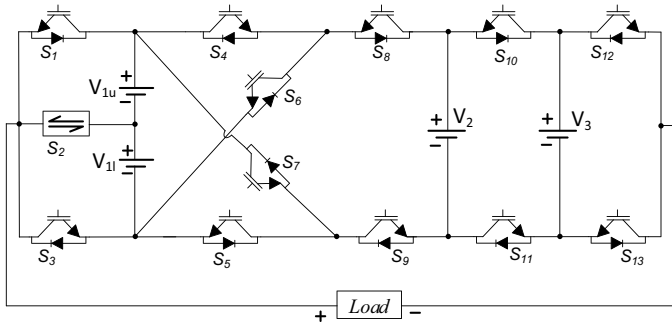 S1 S4 S8 S10 S12
+ V1u
-
S6
+ V2
-
+ V3
-
S2
+ V1l
-
S7
S3 S5 S9 S11 S13
+ Load -